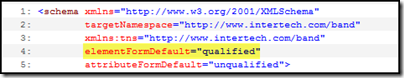 1: <schema xmlns="http://www.w3.org/2001/XMLSchema"
2: targetNamespace="http://www.intertech.com/band"
3: xmlns:tns="http://www.intertech.com/band"
4: elementFormDefault="qualified"
5: attributeFormDefault="unqualified">